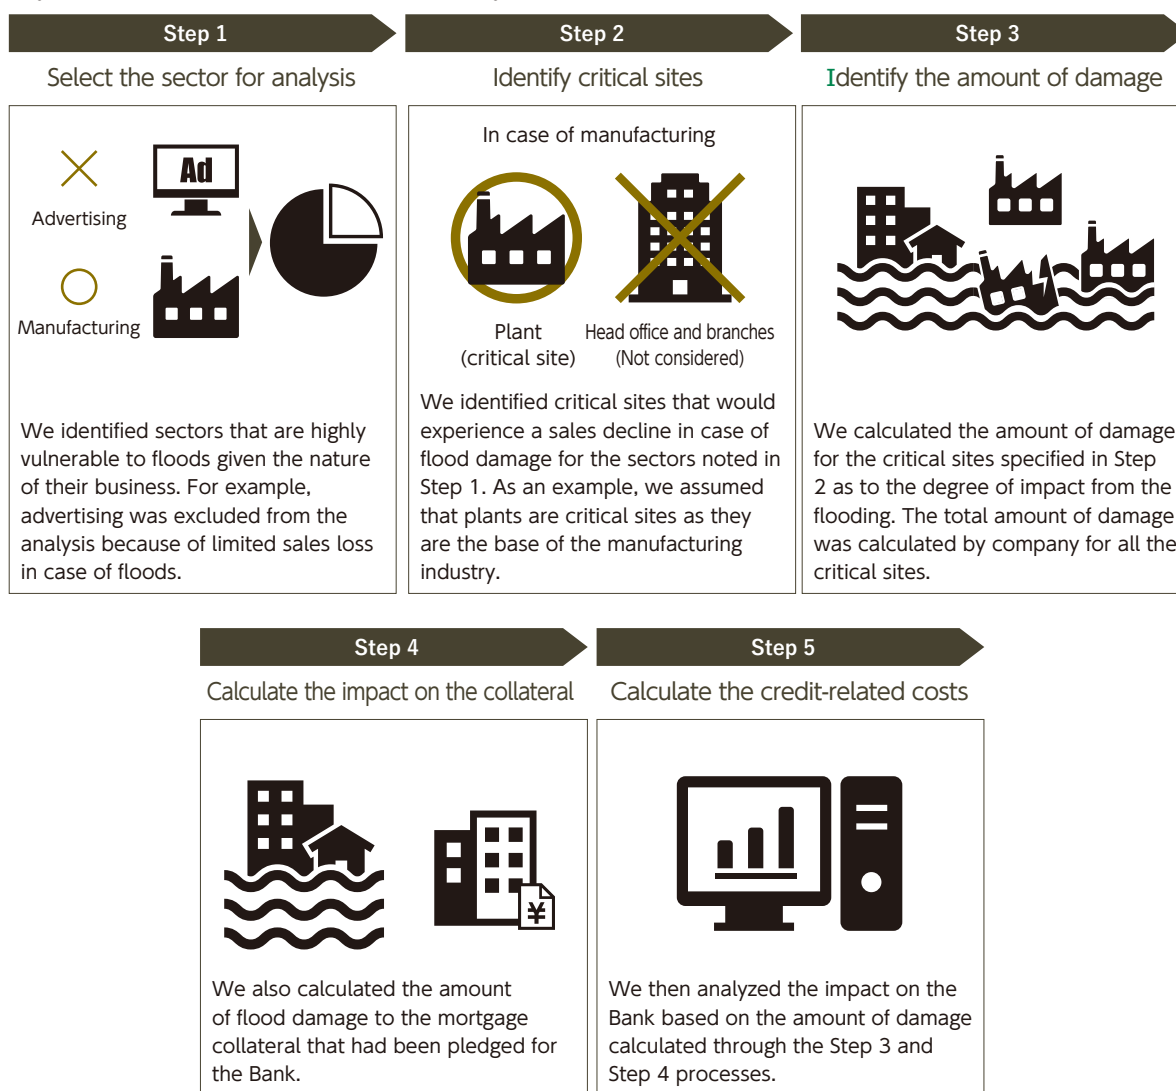 Step 1
Select the sector for analysis
Advertising
Ad
Manufacturing
We identified sectors that are highly
vulnerable to floods given the nature
of their business. For example,
advertising was excluded from the
analysis because of limited sales loss
in case of floods.
Step 2
Identify critical sites
In case of manufacturing
Plant
(critical site)
Head office and branches
(Not considered)
We identified critical sites that would
experience a sales decline in case of
flood damage for the sectors noted in
Step 1. As an example, we assumed
that plants are critical sites as they
are the base of the manufacturing
industry.
Step 3
Identify the amount of damage
We calculated the amount of damage
for the critical sites specified in Step
2 as to the degree of impact from the
flooding. The total amount of damage
was calculated by company for all the
critical sites.
Step 4
Calculate the impact on the collateral
¥
We also calculated the amount
of flood damage to the mortgage
collateral that had been pledged for
the Bank.
Step 5
Calculate the credit-related costs
We then analyzed the impact on the
Bank based on the amount of damage
calculated through the Step 3 and
Step 4 processes.